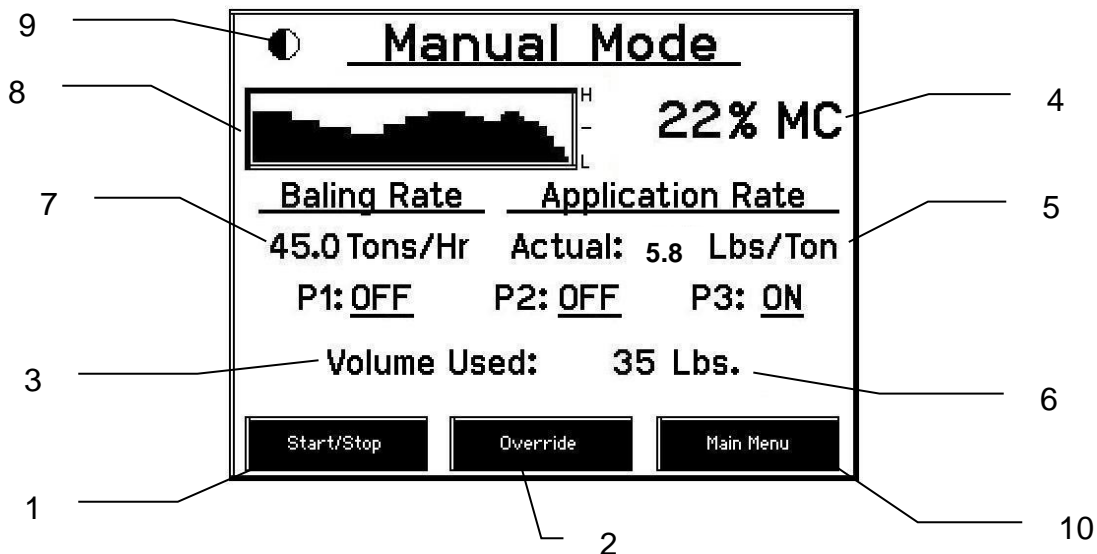 9
Manual Mode
8
H
-
L
22% MC
4
Baling Rate Application Rate
7
5
45.0 Tons/Hr Actual: 5.8 Lbs/Ton
P1: OFF P2: OFF P3: ON
Volume Used: 35 Lbs.
3
6
Start/Stop Override Main Menu
1
2
10